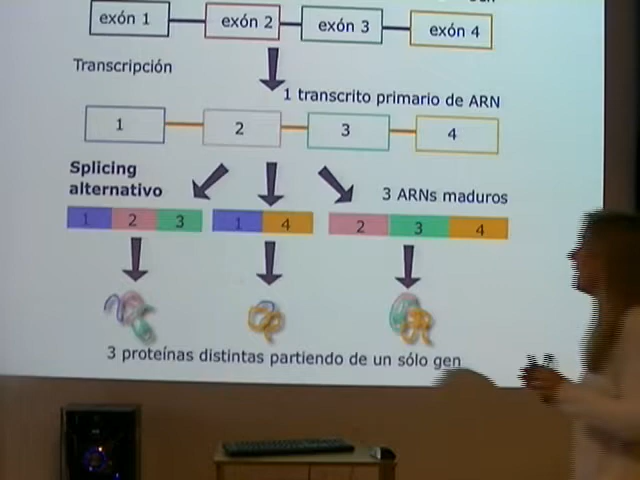 exón 1 exón 2 exón 3 exón 4
Transcripción
1 transcrito primario de ARN
1 2 3 4
Splicing
alternativo
3 ARNs maduros
1 2 3 1 4 2 3 4
3 proteínas distintas partiendo de un sólo gen